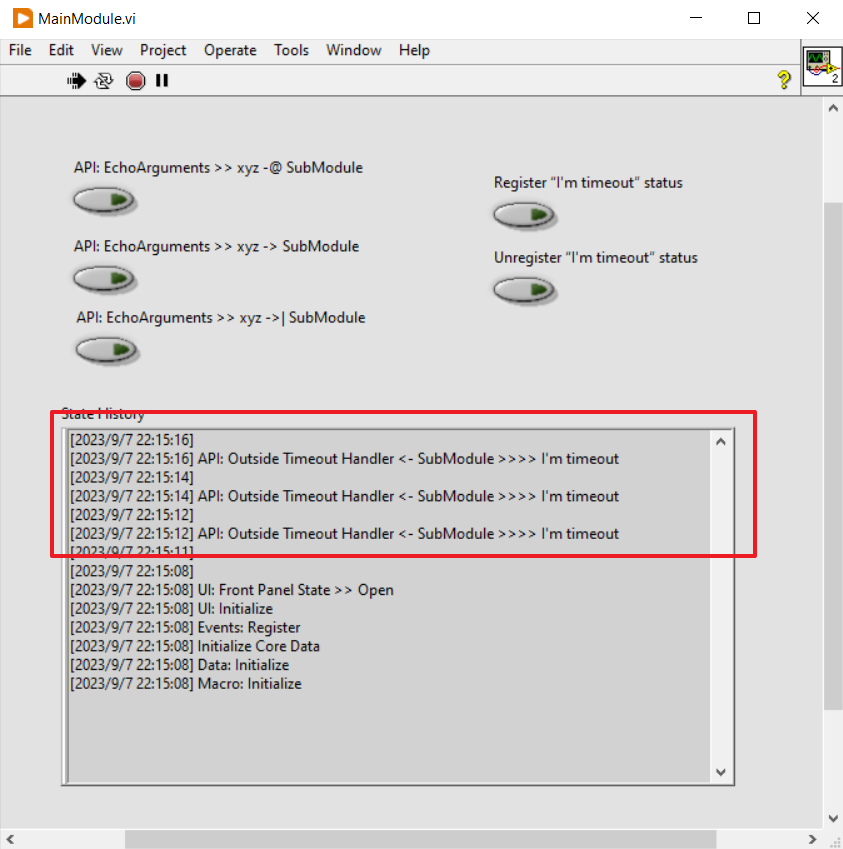 MainModule.vi
File Edit View Project Operate Tools Window Help
?
2
API: EchoArguments >> xyz -@ SubModule
Register “I'm timeout” status
API: EchoArguments >> xyz -> SubModule
Unregister “I'm timeout” status
API: EchoArguments >> xyz ->| SubModule
State History
[2023/9/7 22:15:16]
[2023/9/7 22:15:16] API: Outside Timeout Handler <- SubModule >>>> I'm timeout
[2023/9/7 22:15:14]
[2023/9/7 22:15:14] API: Outside Timeout Handler <- SubModule >>>> I'm timeout
[2023/9/7 22:15:12]
[2023/9/7 22:15:12] API: Outside Timeout Handler <- SubModule >>>> I'm timeout
[2023/9/7 22:15:11]
[2023/9/7 22:15:08]
[2023/9/7 22:15:08] UI: Front Panel State >> Open
[2023/9/7 22:15:08] UI: Initialize
[2023/9/7 22:15:08] Events: Register
[2023/9/7 22:15:08] Initialize Core Data
[2023/9/7 22:15:08] Data: Initialize
[2023/9/7 22:15:08] Macro: Initialize